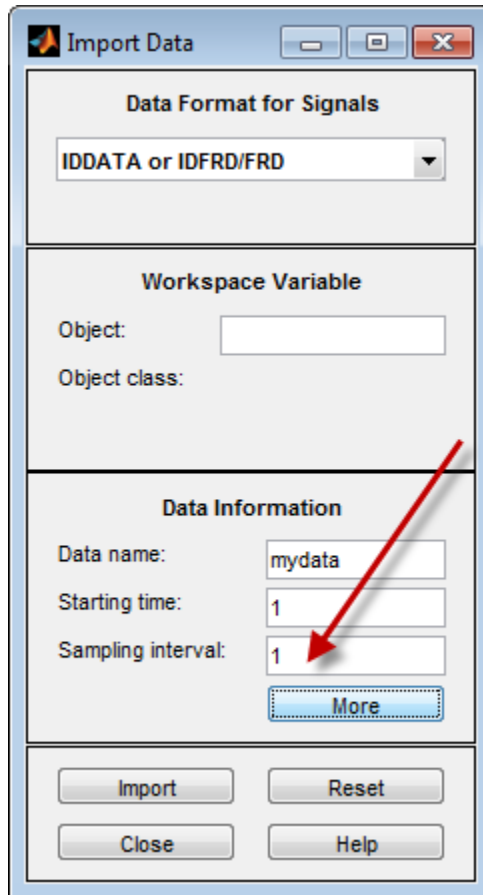 Import Data
Data Format for Signals
IDDATA or IDFRD/FRD
Workspace Variable
Object:
Object class:
Data Information
Data name: mydata
Starting time: 1
Sampling interval: 1
More
Import Reset
Close Help